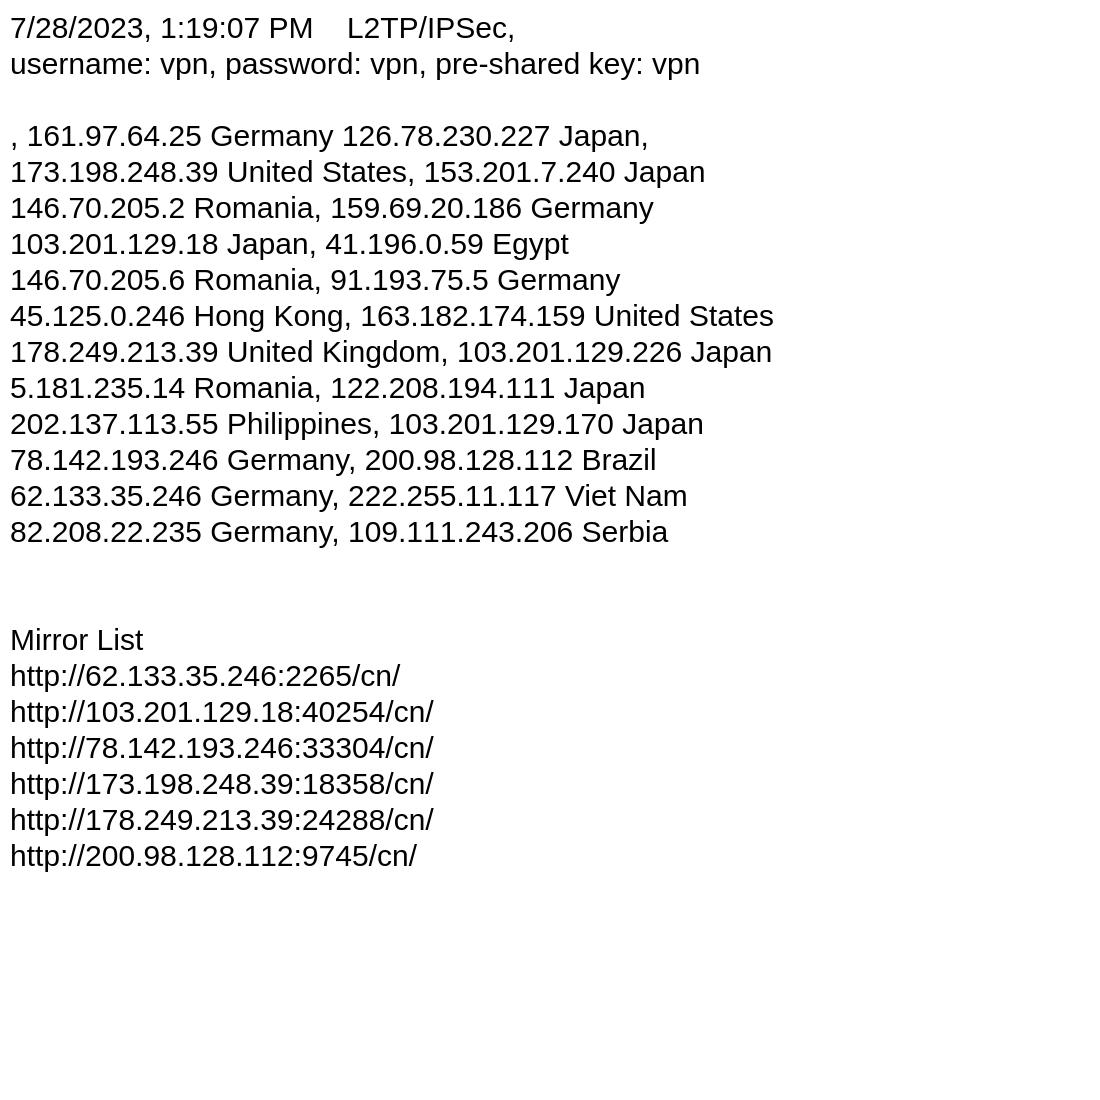 7/28/2023, 1:19:07 PM    L2TP/IPSec,
username: vpn, password: vpn, pre-shared key: vpn
, 161.97.64.25 Germany 126.78.230.227 Japan,
173.198.248.39 United States, 153.201.7.240 Japan
146.70.205.2 Romania, 159.69.20.186 Germany
103.201.129.18 Japan, 41.196.0.59 Egypt
146.70.205.6 Romania, 91.193.75.5 Germany
45.125.0.246 Hong Kong, 163.182.174.159 United States
178.249.213.39 United Kingdom, 103.201.129.226 Japan
5.181.235.14 Romania, 122.208.194.111 Japan
202.137.113.55 Philippines, 103.201.129.170 Japan
78.142.193.246 Germany, 200.98.128.112 Brazil
62.133.35.246 Germany, 222.255.11.117 Viet Nam
82.208.22.235 Germany, 109.111.243.206 Serbia
Mirror List
http://62.133.35.246:2265/cn/
http://103.201.129.18:40254/cn/
http://78.142.193.246:33304/cn/
http://173.198.248.39:18358/cn/
http://178.249.213.39:24288/cn/
http://200.98.128.112:9745/cn/